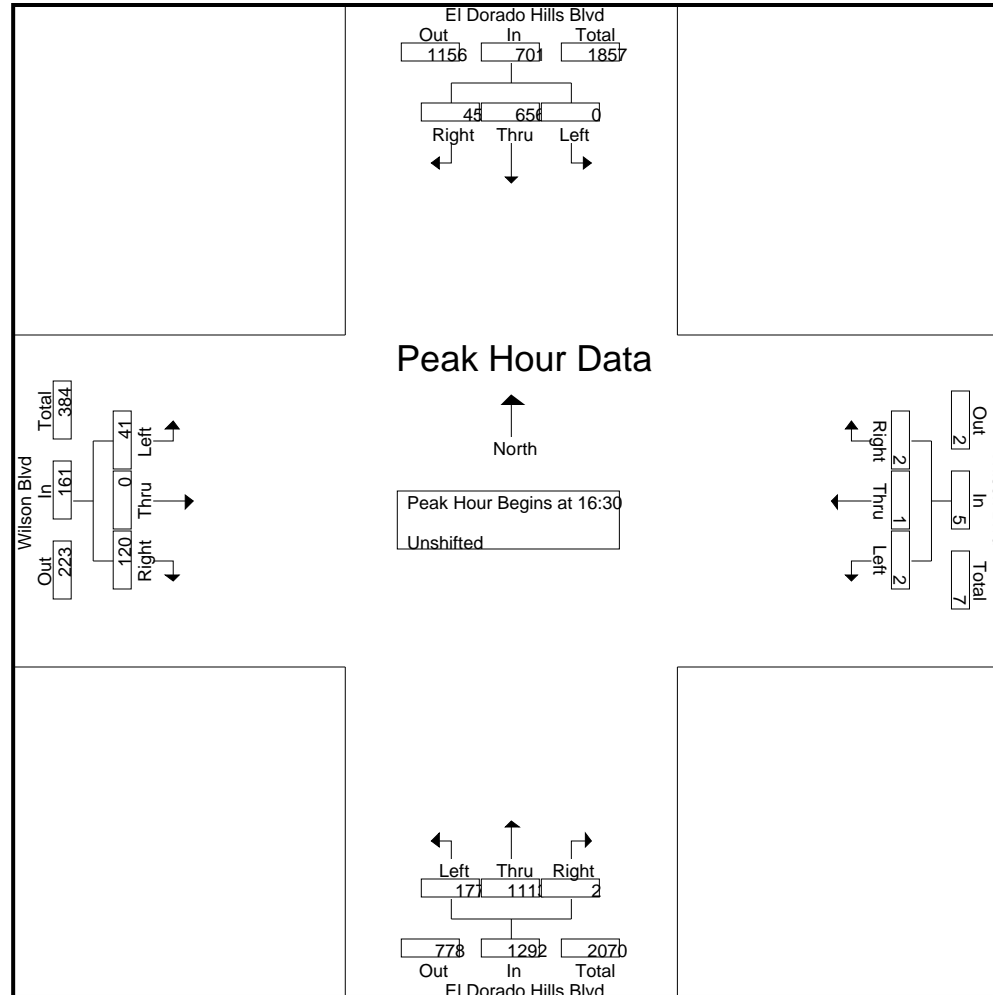 El Dorado Hills Blvd
Out In Total
1156 701 1857
45 656 0
Right Thru Left
Peak Hour Data
North
Peak Hour Begins at 16:30
Unshifted
Wilson Blvd
Total In Out
384 161 223
41 0 120
Left Thru Right
Out In Total
2 5 7
Right Thru Left
2 1 2
Left Thru Right
177 1113 2
778 1292 2070
Out In Total
El Dorado Hills Blvd